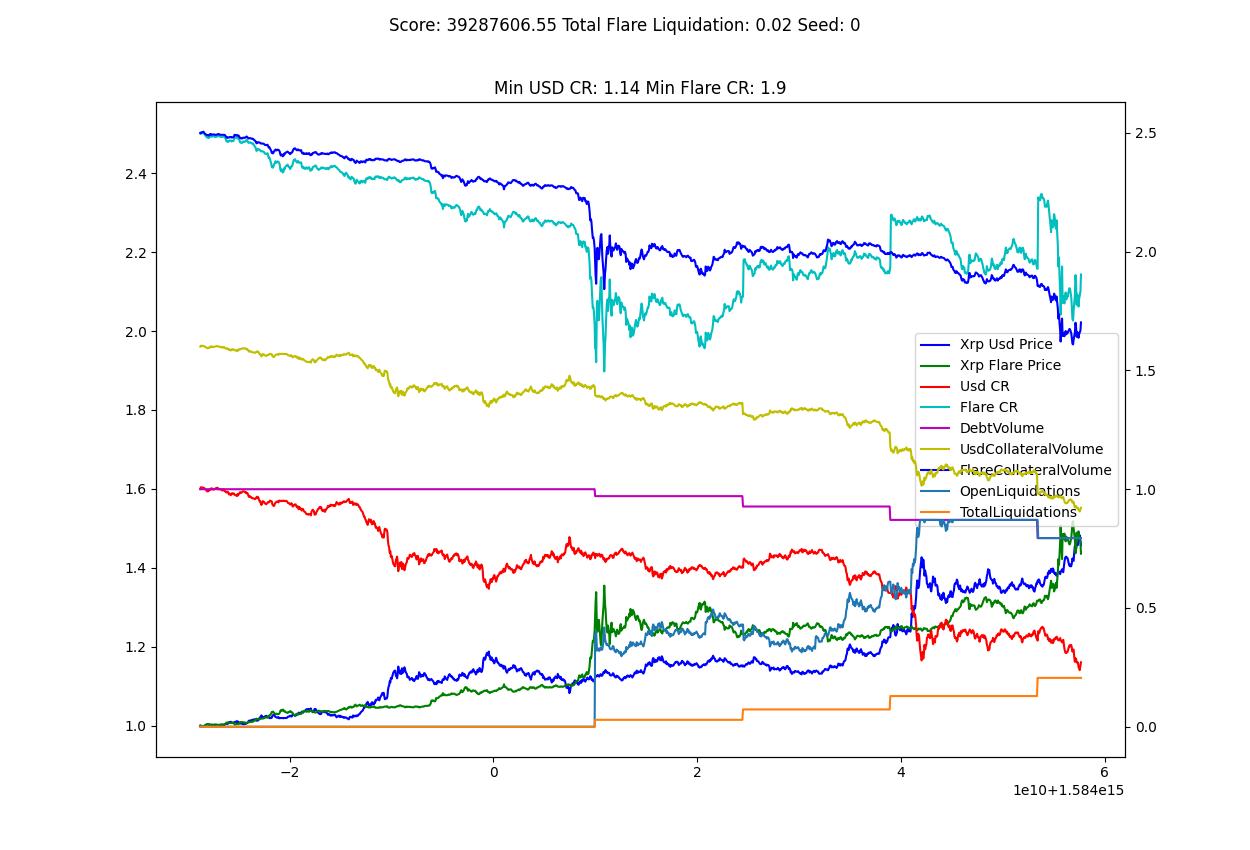 Score: 39287606.55 Total Flare Liquidation: 0.02 Seed: 0
Min USD CR: 1.14 Min Flare CR: 1.9
2.4
2.2
2.0
1.8
1.6
1.4
1.2
1.0
2.5
2.0
1.5
1.0
0.5
0.0
Xrp Usd Price
Xrp Flare Price
Usd CR
Flare CR
DebtVolume
UsdCollateralVolume
FlareCollateralVolume
OpenLiquidations
TotalLiquidations
−2 0 2 4 6
1e10+1.584e15